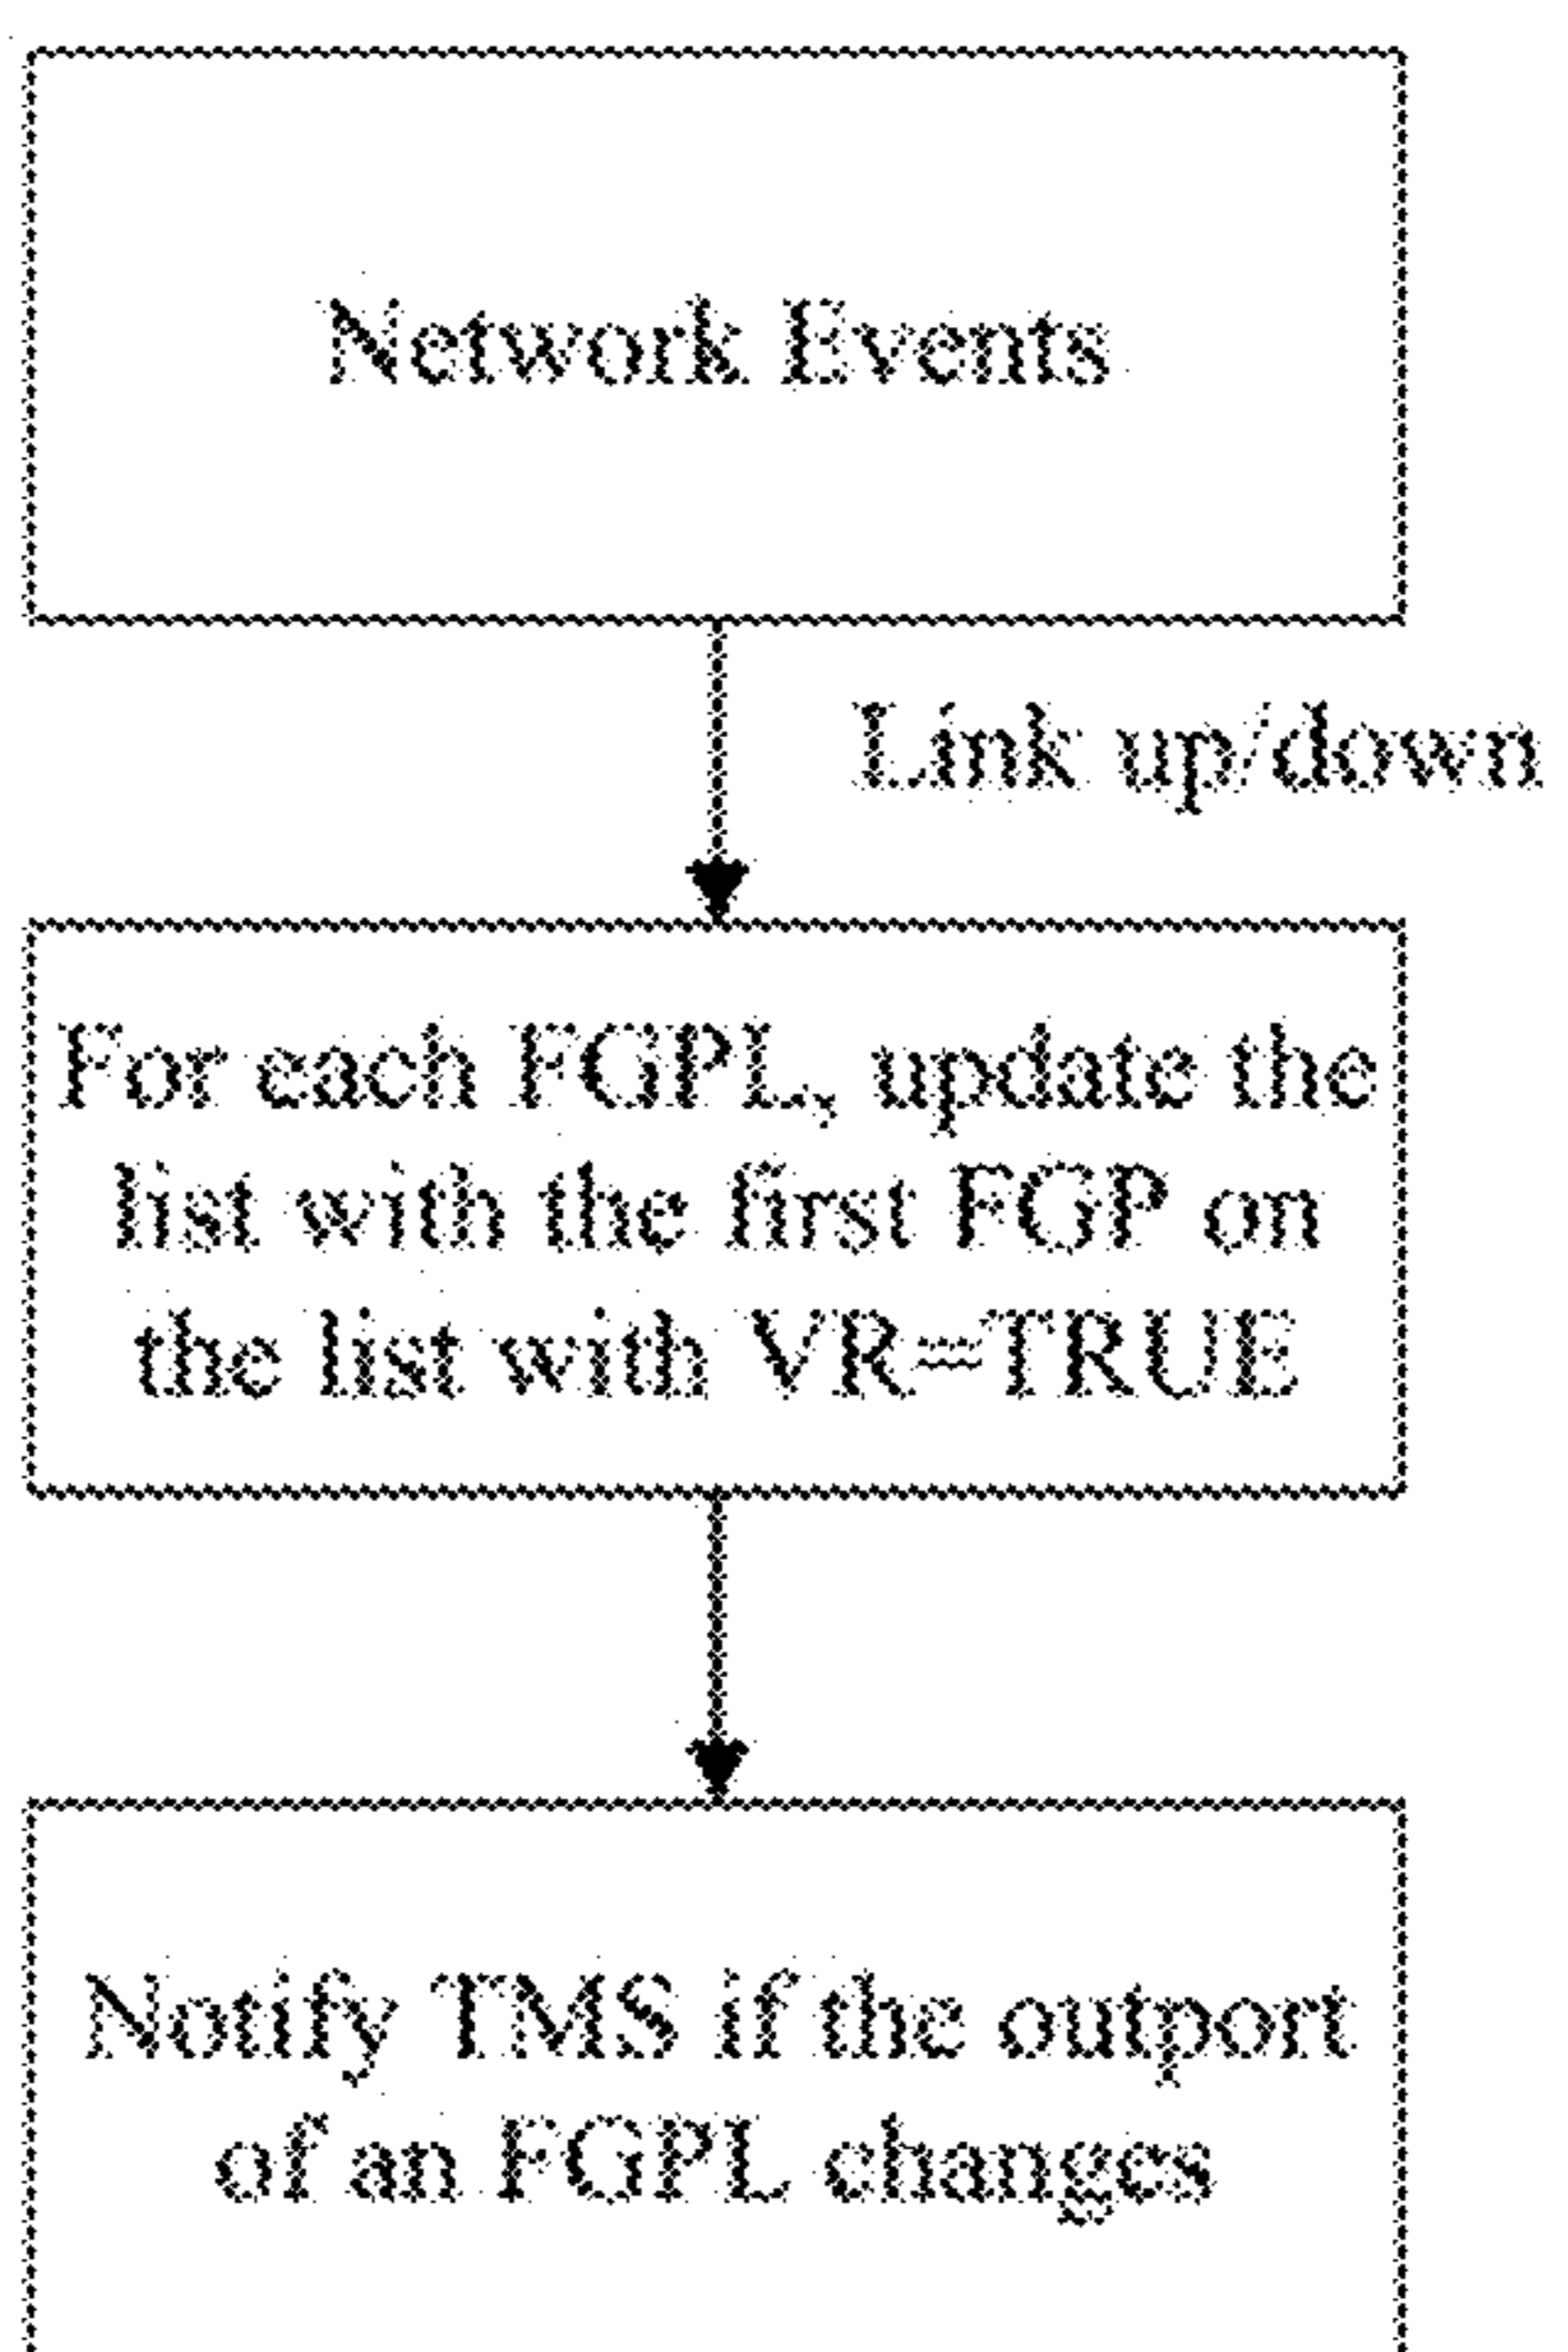 Network Events
Link up/down
For each FGPL, update the
list with the first FGP on
the list with VR=TRUE
Notify TMS if the outport
of an FGPL changes